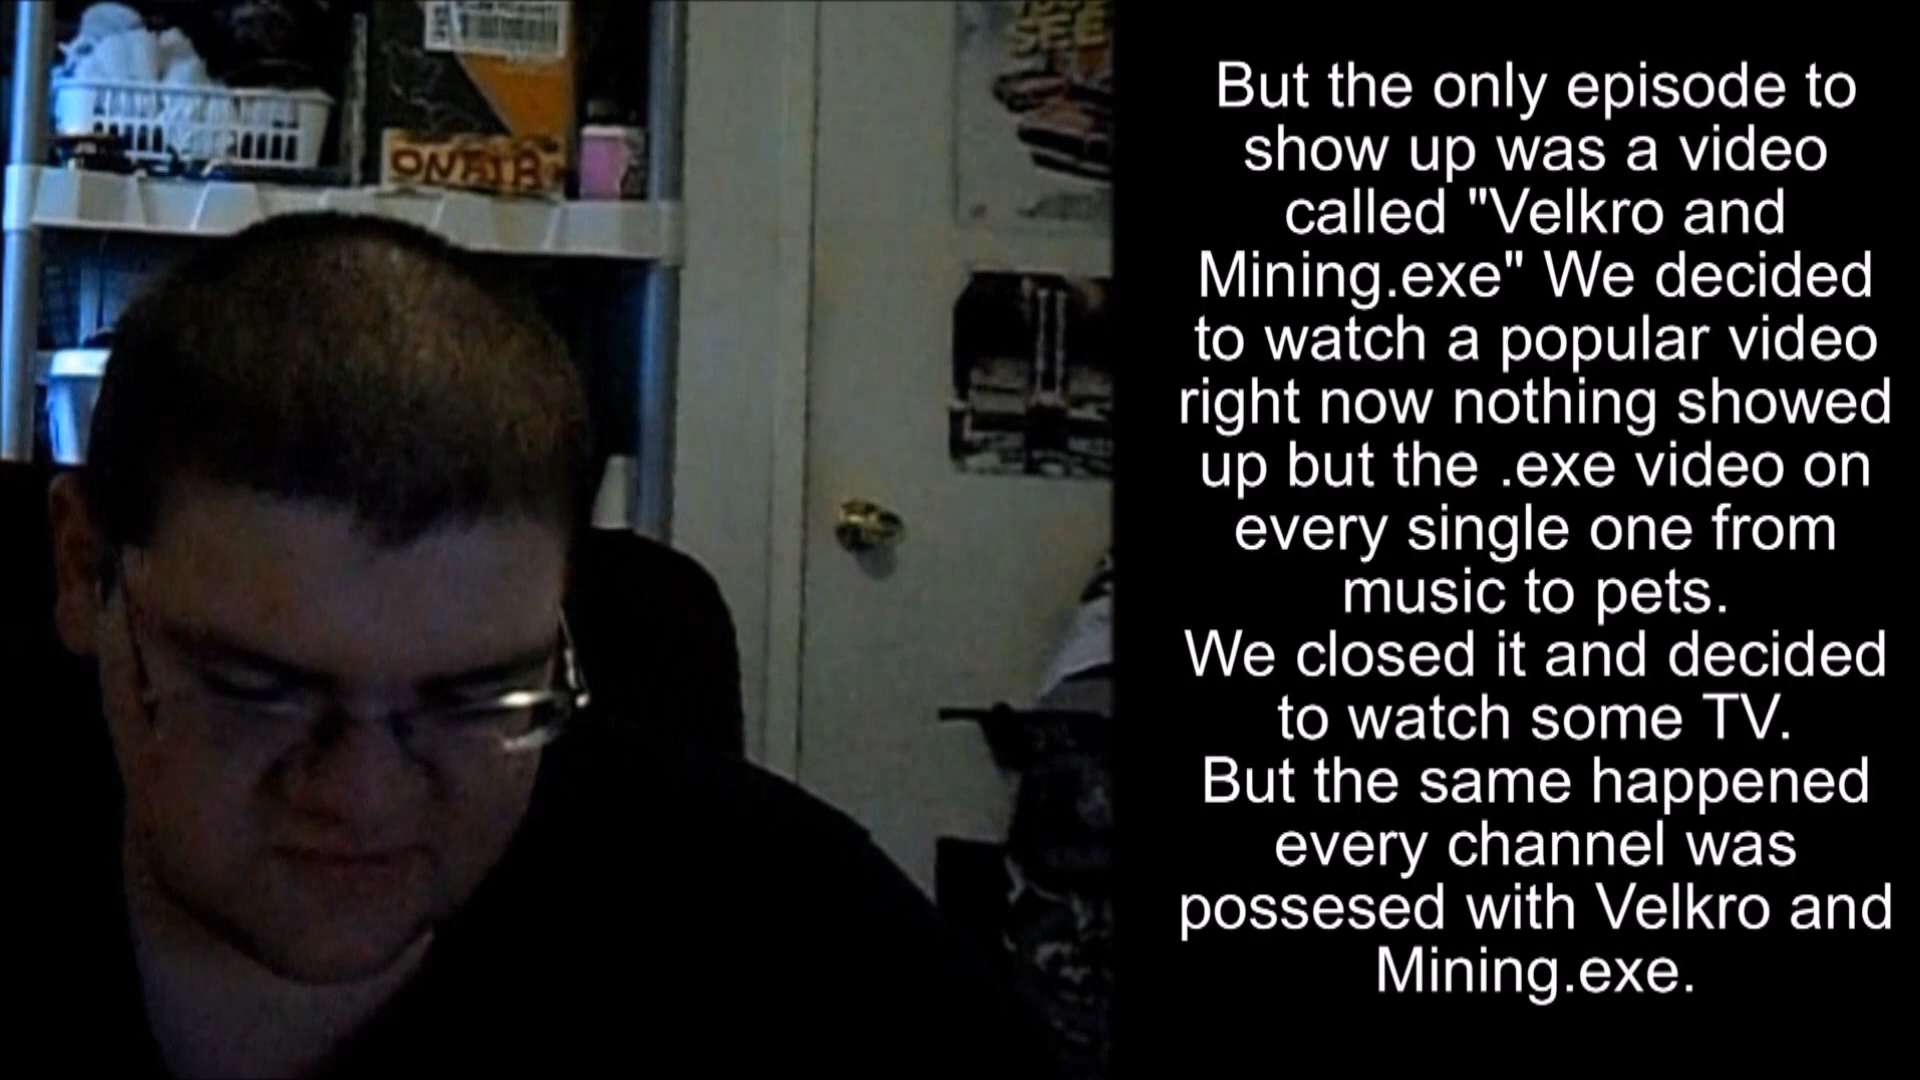 SEE
ON AIR
But the only episode to
show up was a video
called "Velkro and
Mining.exe" We decided
to watch a popular video
right now nothing showed
up but the .exe video on
every single one from
music to pets.
We closed it and decided
to watch some TV.
But the same happened
every channel was
possesed with Velkro and
Mining.exe.